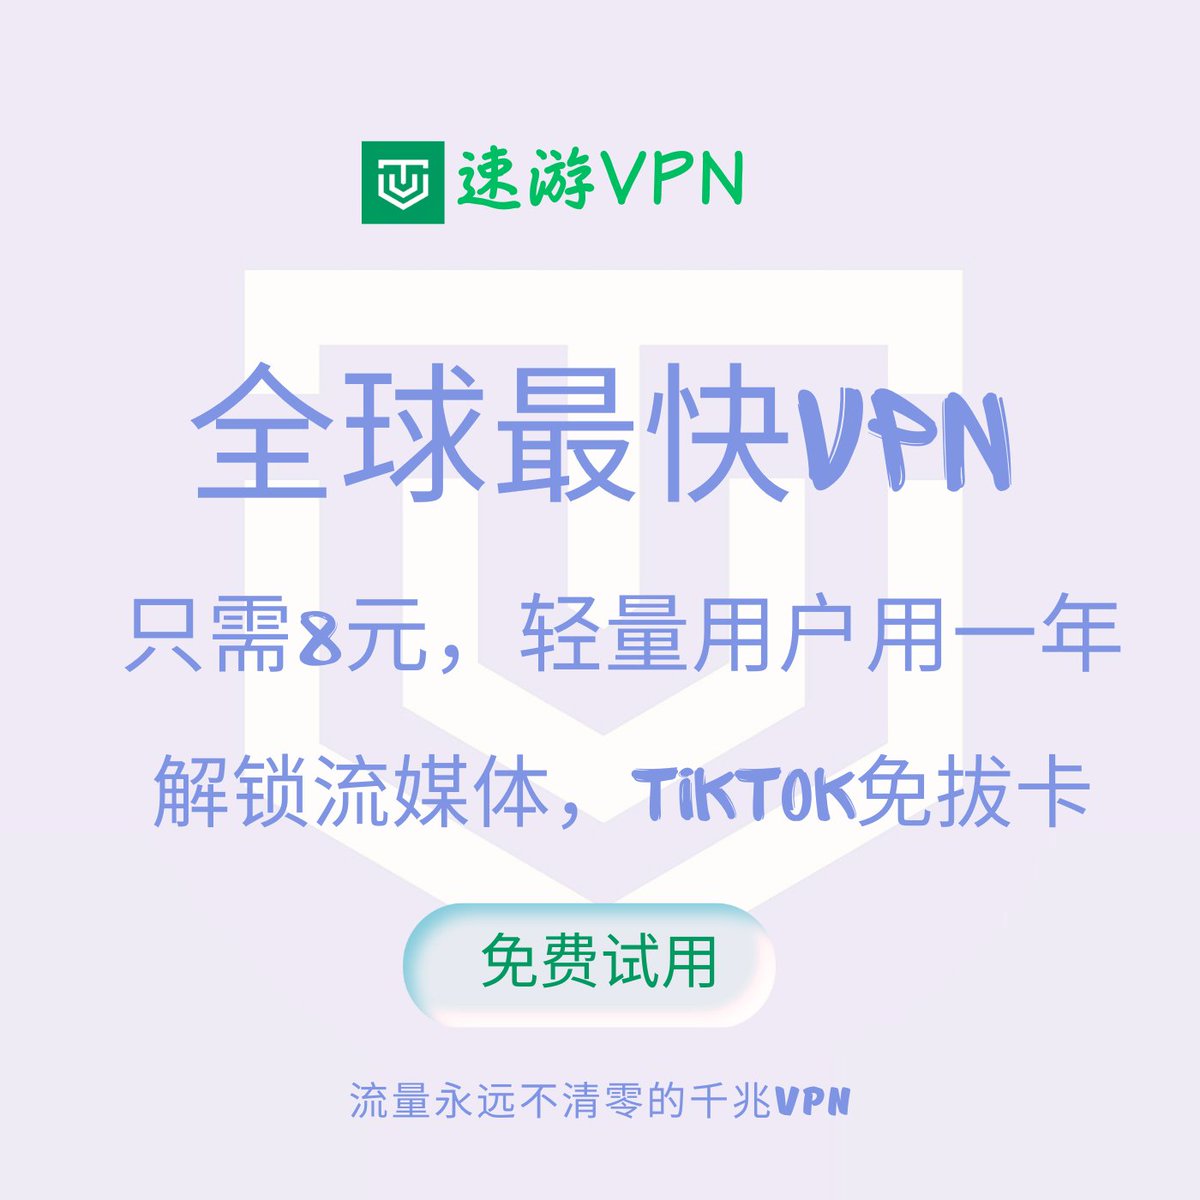 速游VPN
全球最快VPN
只需8元，轻量用户用一年
解锁流媒体，TiKTOK免拔卡
免费试用
流量永远不清零的千兆VPN